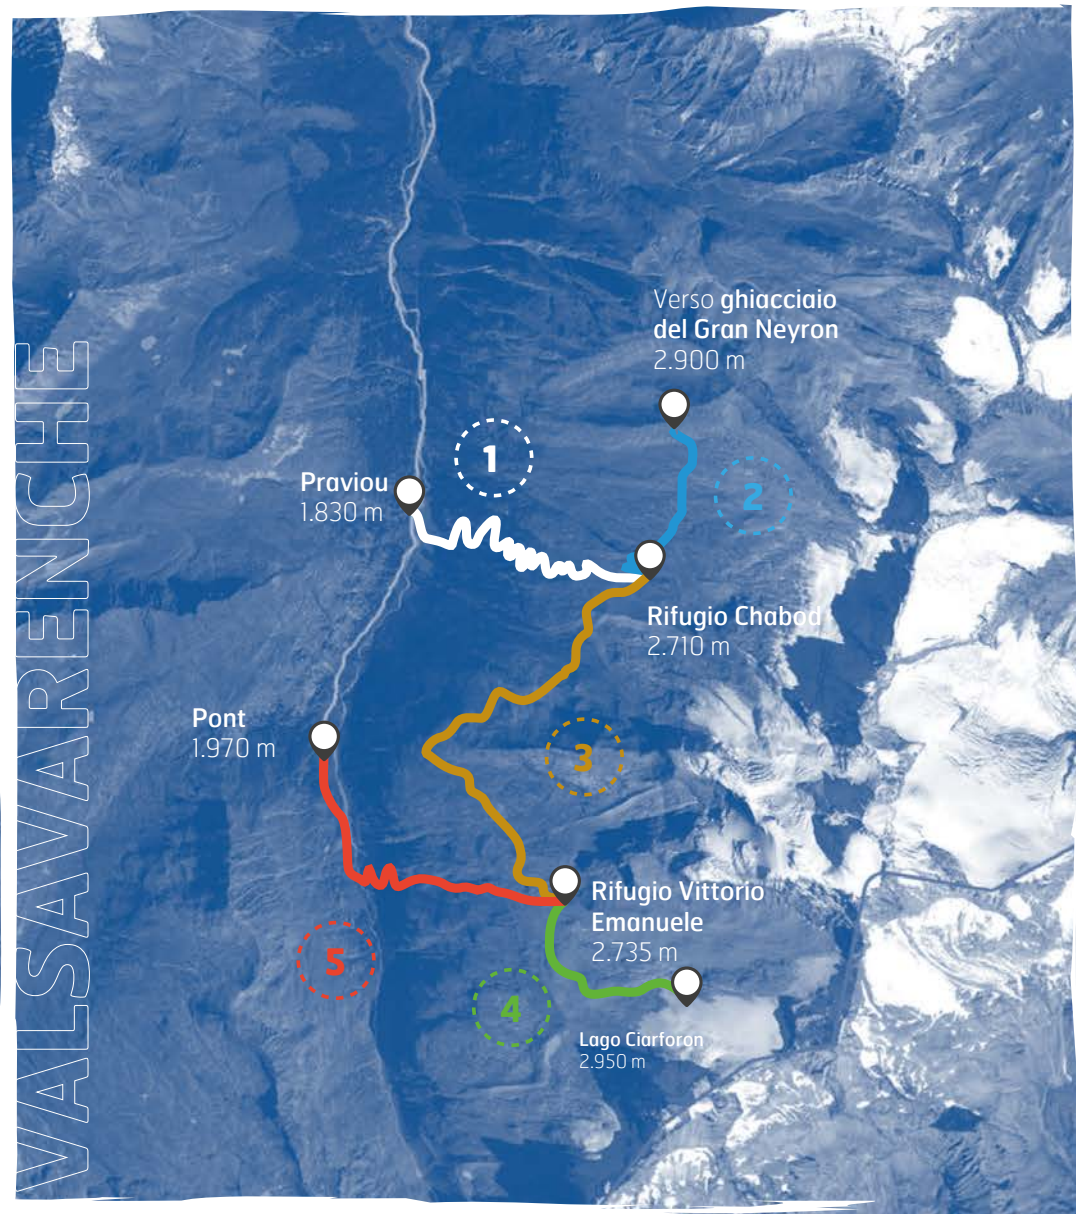 VALSAVARENCHE
Verso ghiacciaio
del Gran Neyron
2.900 m
1
2
Praviou
1.830 m
Rifugio Chabod
2.710 m
Pont
1.970 m
3
Rifugio Vittorio
Emanuele
2.735 m
5
4
Lago Ciarforon
2.950 m